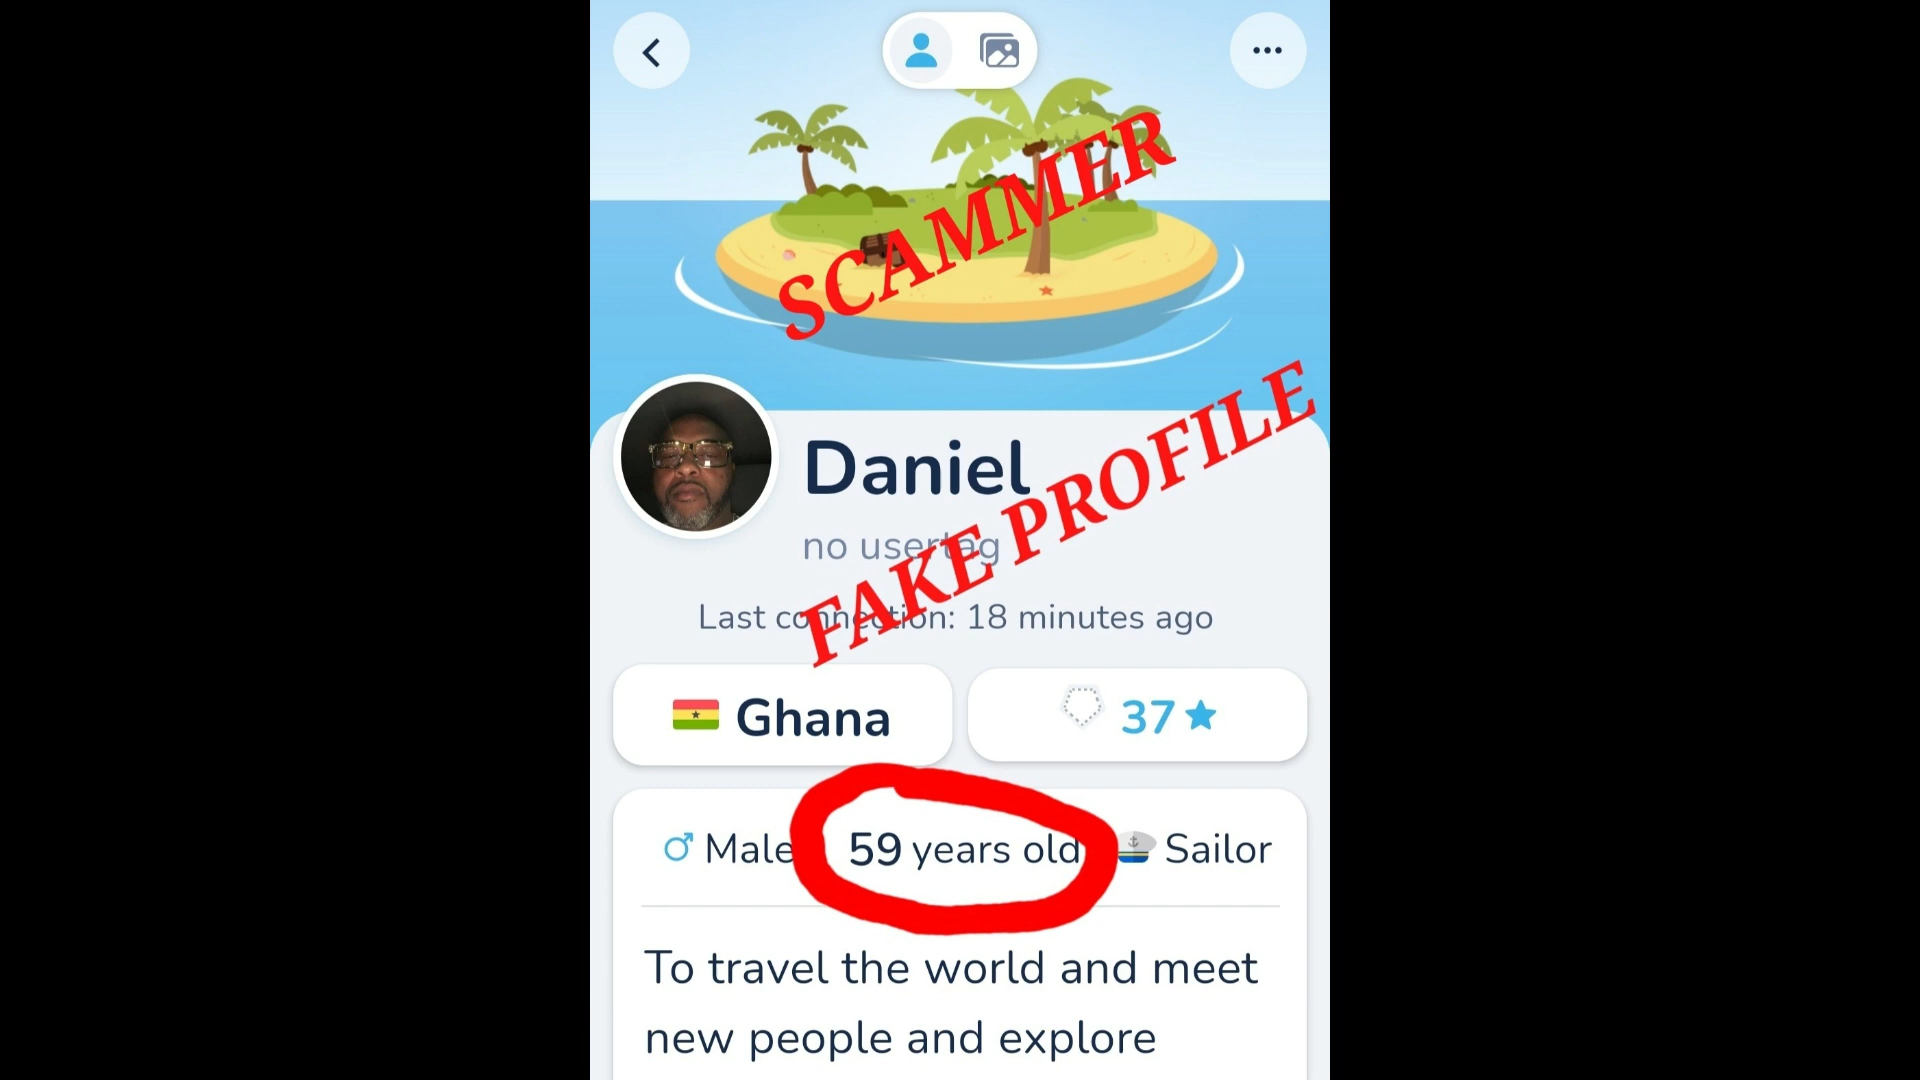 SCAMMER
Daniel
FAKE PROFILE
no usertag
Last connection: 18 minutes ago
Ghana
37
Male
59 years old
Sailor
To travel the world and meet
new people and explore